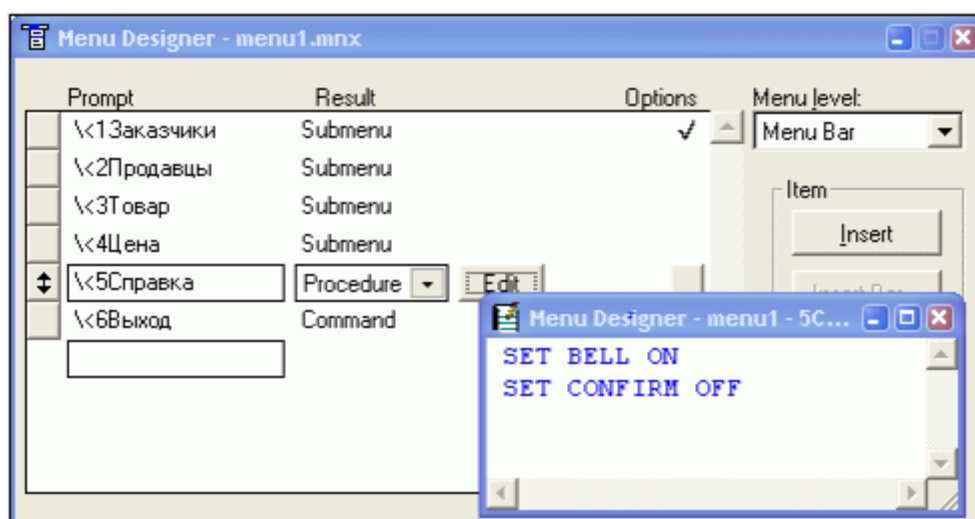 Menu Designer - menu1.mnx
Prompt Result Options Menu level:
\<1Заказчики Submenu Menu Bar
\<2Продавцы Submenu
\<3Товар Submenu Item
\<4Цена Submenu Insert
\<5Справка Procedure Edit
\<6Выход Command
Menu Designer - menu1 - 5С...
SET BELL ON
SET CONFIRM OFF